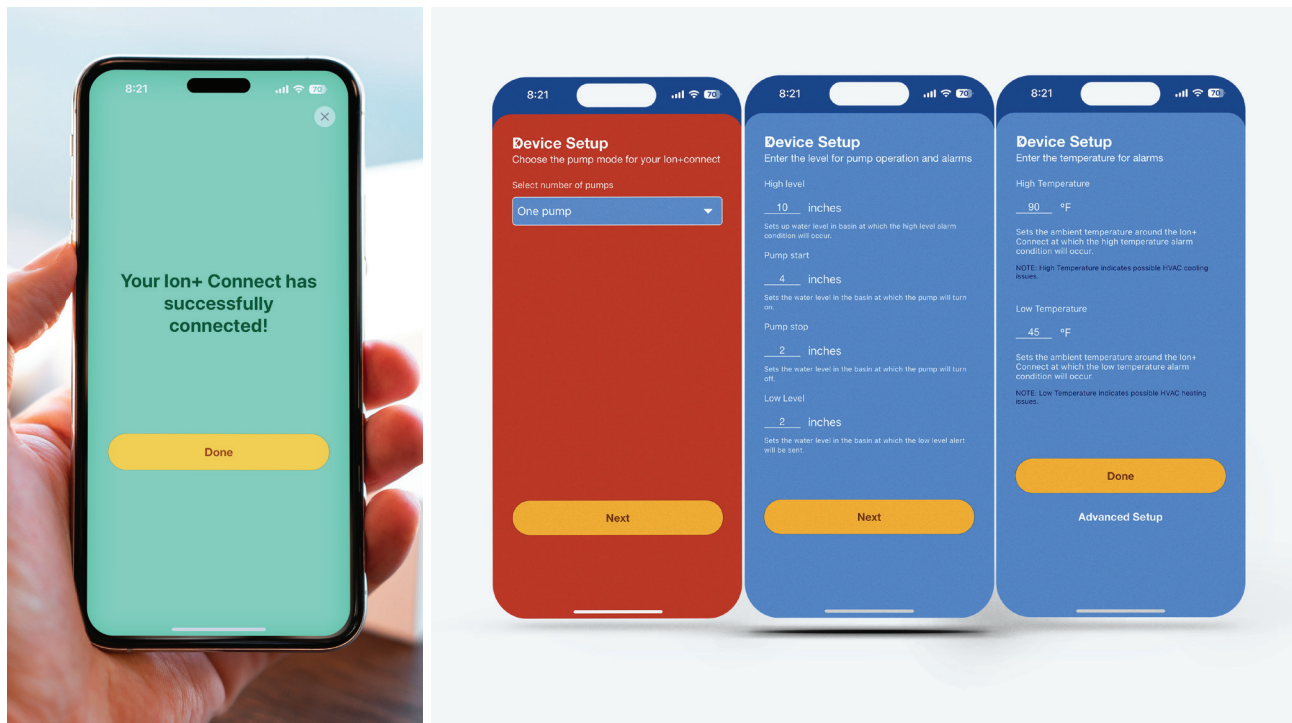 8:21
70
Your Ion+ Connect has
successfully
connected!
Done
8:21
70
Device Setup
Choose the pump mode for your Ion+connect
Select number of pumps
One pump
Next
8:21
70
Device Setup
Enter the level for pump operation and alarms
High level
10 inches
Sets up water level in basin at which the high level alarm
condition will occur.
Pump start
4 inches
Sets the water level in the basin at which the pump will turn
on.
Pump stop
2 inches
Sets the water level in the basin at which the pump will turn
off.
Low Level
2 inches
Sets the water level in the basin at which the low level alert
will be sent.
Next
8:21
70
Device Setup
Enter the temperature for alarms
High Temperature
90 °F
Sets the ambient temperature around the Ion+
Connect at which the high temperature alarm
condition will occur.
NOTE: High Temperature indicates possible HVAC cooling
issues.
Low Temperature
45 °F
Sets the ambient temperature around the Ion+
Connect at which the low temperature alarm
condition will occur.
NOTE: Low Temperature indicates possible HVAC heating
issues.
Done
Advanced Setup